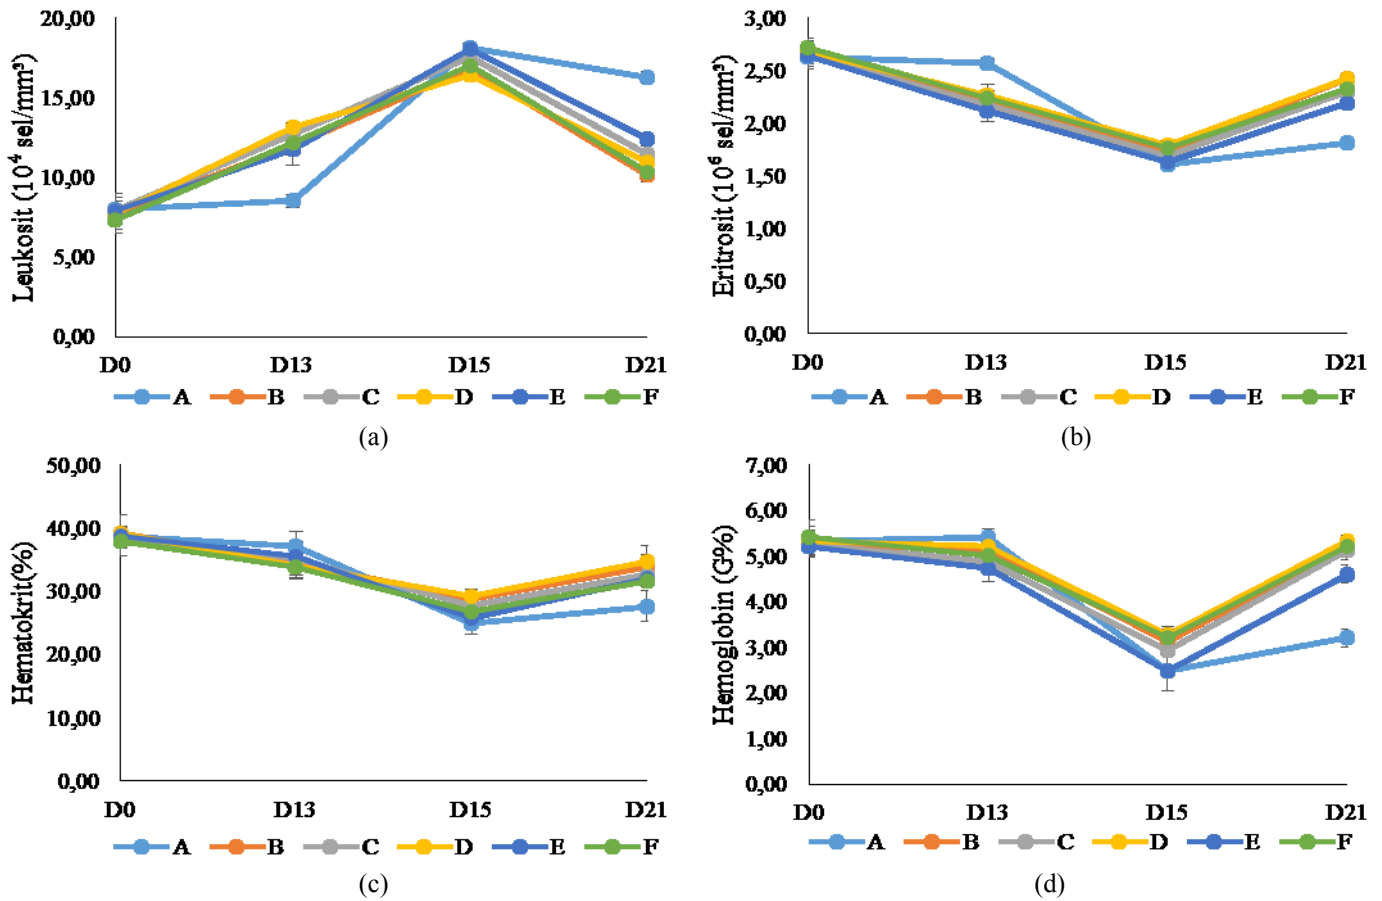 Leukosit (10⁴ sel/mm³)
20,00
15,00
10,00
5,00
0,00
D0 D13 D15 D21
A B C D E F
(a)
Eritrosit (10⁶ sel/mm³)
3,00
2,50
2,00
1,50
1,00
0,50
0,00
D0 D13 D15 D21
A B C D E F
(b)
Hematokrit(%)
50,00
40,00
30,00
20,00
10,00
0,00
D0 D13 D15 D21
A B C D E F
(c)
Hemoglobin (G%)
7,00
6,00
5,00
4,00
3,00
2,00
1,00
0,00
D0 D13 D15 D21
A B C D E F
(d)